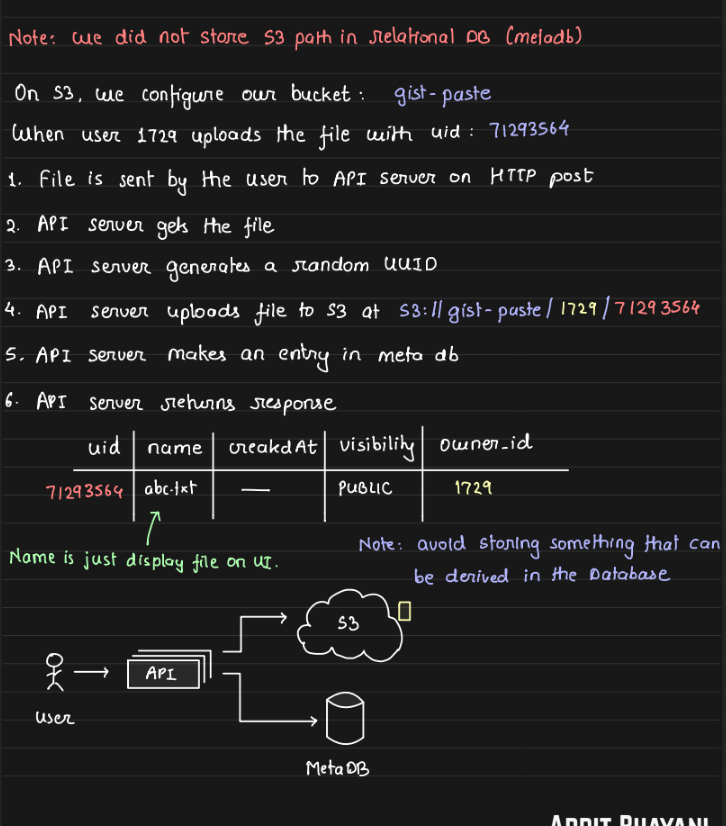 Note: we did not store S3 path in relational DB (metadb)
On S3, we configure our bucket: gist-paste
When user 1729 uploads the file with uid: 71293564
1. File is sent by the user to API server on HTTP post
2. API server gets the file
3. API server generates a random UUID
4. API server uploads file to S3 at S3://gist-paste/1729/71293564
5. API server makes an entry in meta db
6. API server returns response
uid name createdAt visibility owner_id
71293564 abc.txt — PUBLIC 1729
Name is just display file on UI.
Note: avoid storing something that can
be derived in the Database
S3
API
user
MetaDB
ARPIT BHAYANI